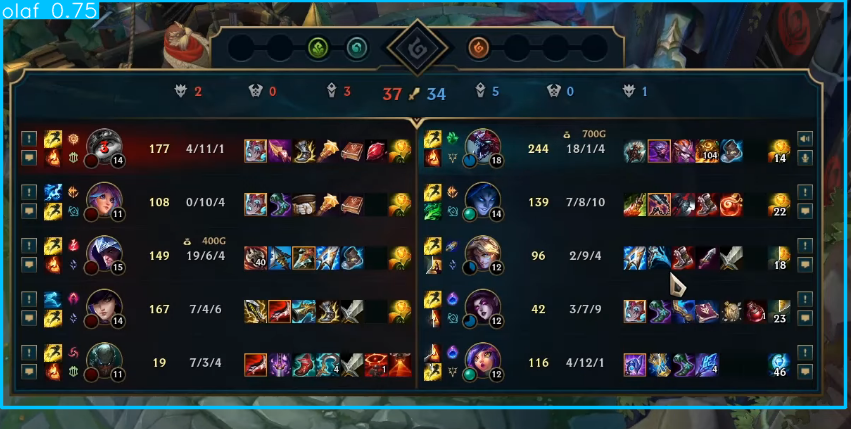 olaf 0.75
2 0 3 37 34 5 0 1
14 177 4/11/1
11 108 0/10/4
400G
15 149 19/6/4 40
14 167 7/4/6
11 19 7/3/4 4 1
700G
18 244 18/1/4 104 14
14 139 7/8/10 22
12 96 2/9/4 18
12 42 3/7/9 1 23
12 116 4/12/1 4 46